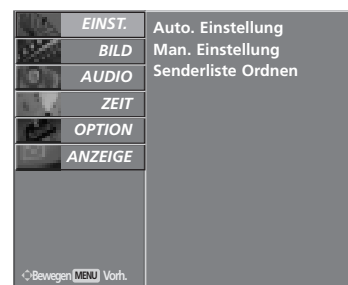 EINST.
BILD
AUDIO
ZEIT
OPTION
ANZEIGE
Auto. Einstellung
Man. Einstellung
Senderliste Ordnen
Bewegen MENU Vorh.